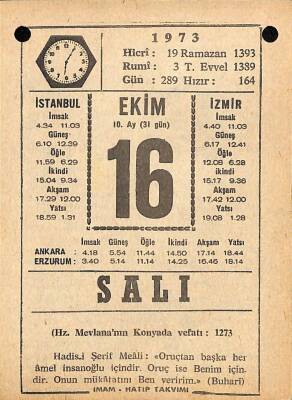 1973
Hicrî : 19 Ramazan 1393
Rumî : 3 T. Evvel 1389
Gün : 289 Hızır : 164
İSTANBUL
İmsak
4.34 11.03
Güneş
6.10 12.39
Öğle
11.59 6.29
İkindi
15.04 9.34
Akşam
17.29 12.00
Yatsı
18.59 1.31
EKİM
10. Ay (31 gün)
16
İZMİR
İmsak
4.40 11.03
Güneş
6.17 12.41
Öğle
12.08 6.28
İkindi
15.17 9.36
Akşam
17.42 12.00
Yatsı
19.08 1.28
İmsak Güneş Öğle İkindi Akşam Yatsı
ANKARA : 4.18 5.54 11.44 14.50 17.14 18.44
ERZURUM : 3.40 5.14 11.14 14.25 16.46 18.14
SALI
(Hz. Mevlana'nın Konyada vefatı : 1273
Hadis.i Şerif Meâli : «Oruçtan başka her
âmel insanoğlu içindir. Oruç ise Benim için-
dir. Onun mükâtatını Ben veririm.» (Buhari)
İMAM - HATİP TAKVİMİ